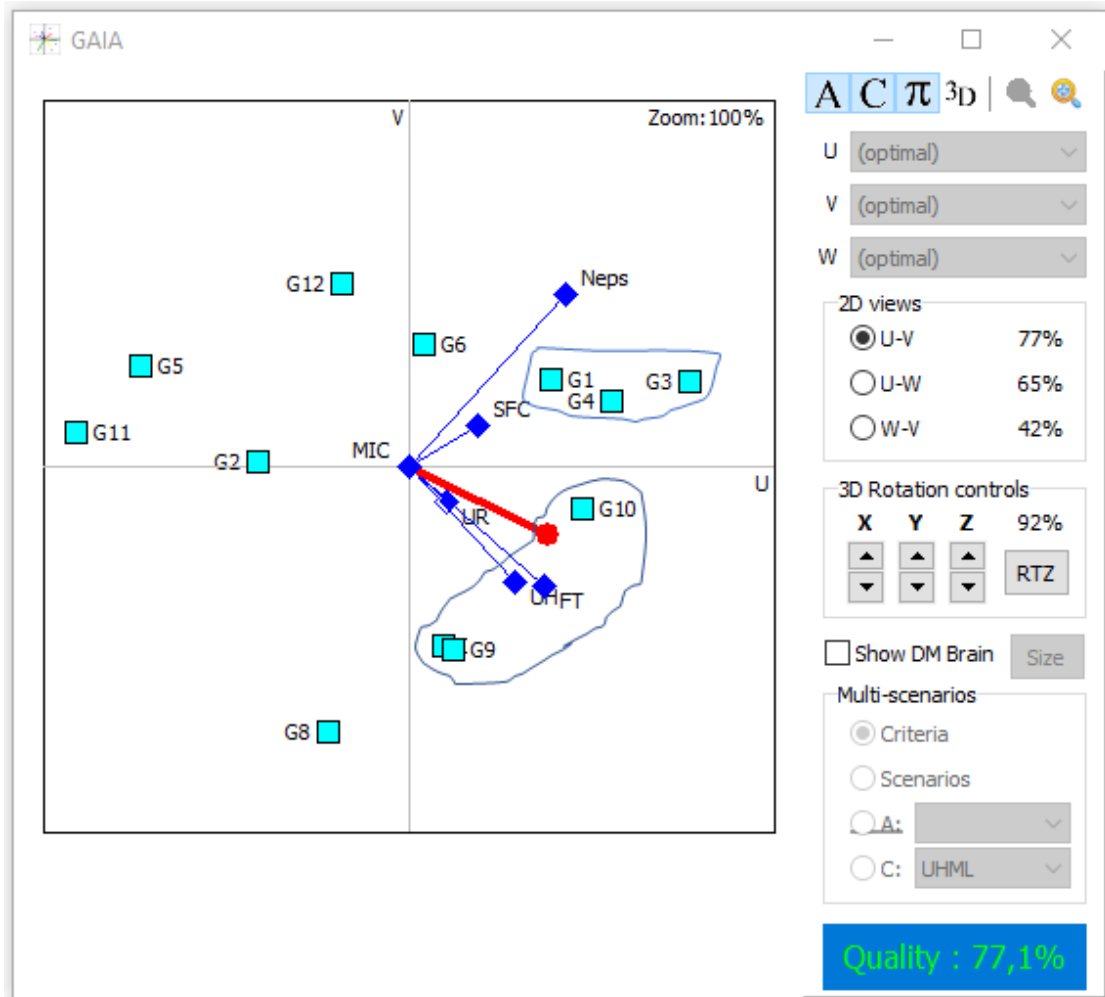 GAIA
A C π 3D
V
Zoom:100%
U (optimal)
V (optimal)
W (optimal)
2D views
U-V 77%
U-W 65%
W-V 42%
3D Rotation controls
X Y Z 92%
RTZ
Show DM Brain Size
Multi-scenarios
Criteria
Scenarios
A:
C: UHML
Quality : 77,1%
Neps
G12
G6
G5
G1
G3
G4
SFC
G11
MIC
G2
U
G10
UR
UH
FT
G9
G8